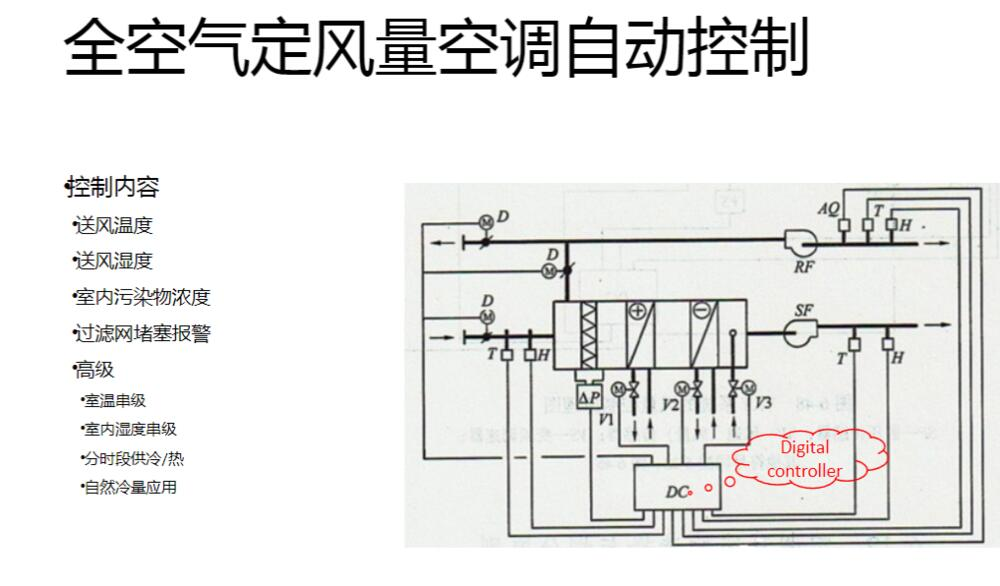 全空气定风量空调自动控制
•控制内容
•送风温度
•送风湿度
•室内污染物浓度
•过滤网堵塞报警
•高级
•室温串级
•室内湿度串级
•分时段供冷/热
•自然冷量应用
AQ T H
M D
RF
D
M
D
M
SF
T H
T H
ΔP
M M M
V1 V2 V3
Digital
controller
DC